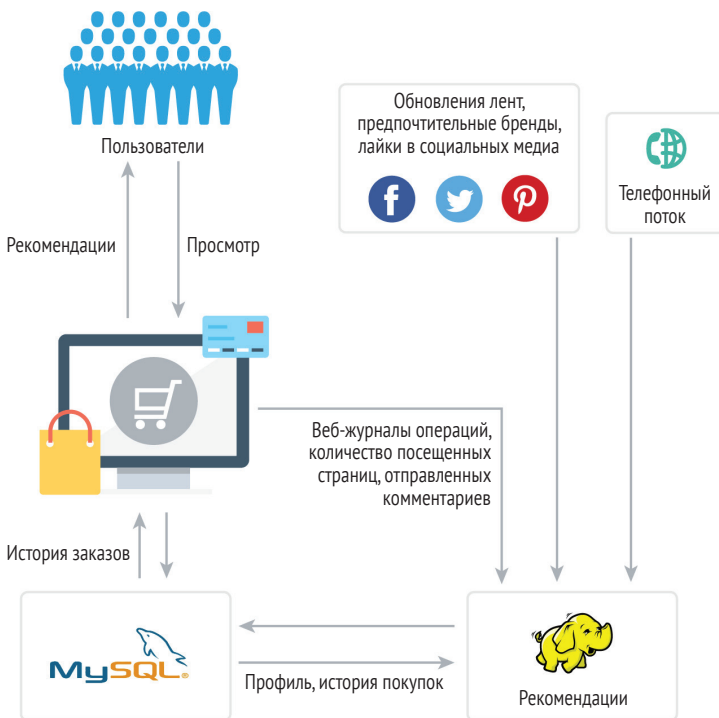 Пользователи
Обновления лент,
предпочтительные бренды,
лайки в социальных медиа
Телефонный
поток
Рекомендации
Просмотр
Веб-журналы операций,
количество посещенных
страниц, отправленных
комментариев
История заказов
MySQL®
Профиль, история покупок
Рекомендации